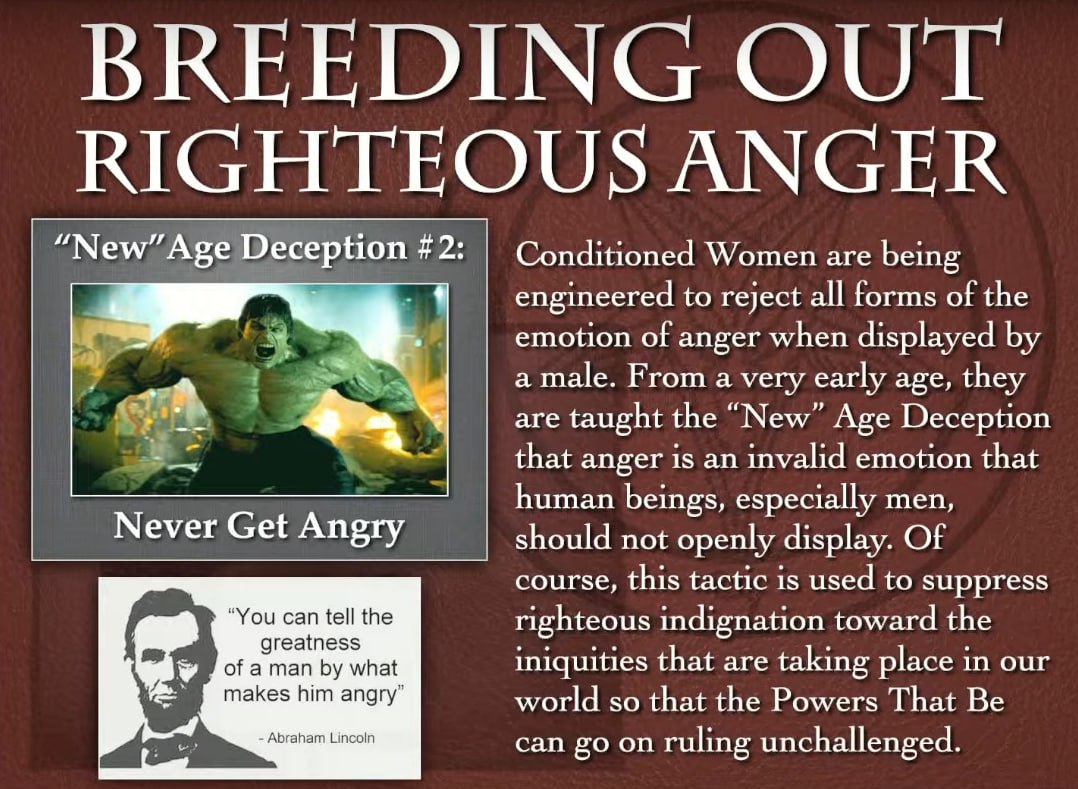 BREEDING OUT
RIGHTEOUS ANGER
“New” Age Deception #2:
Never Get Angry
“You can tell the
greatness
of a man by what
makes him angry”
- Abraham Lincoln
Conditioned Women are being
engineered to reject all forms of the
emotion of anger when displayed by
a male. From a very early age, they
are taught the “New” Age Deception
that anger is an invalid emotion that
human beings, especially men,
should not openly display. Of
course, this tactic is used to suppress
righteous indignation toward the
iniquities that are taking place in our
world so that the Powers That Be
can go on ruling unchallenged.